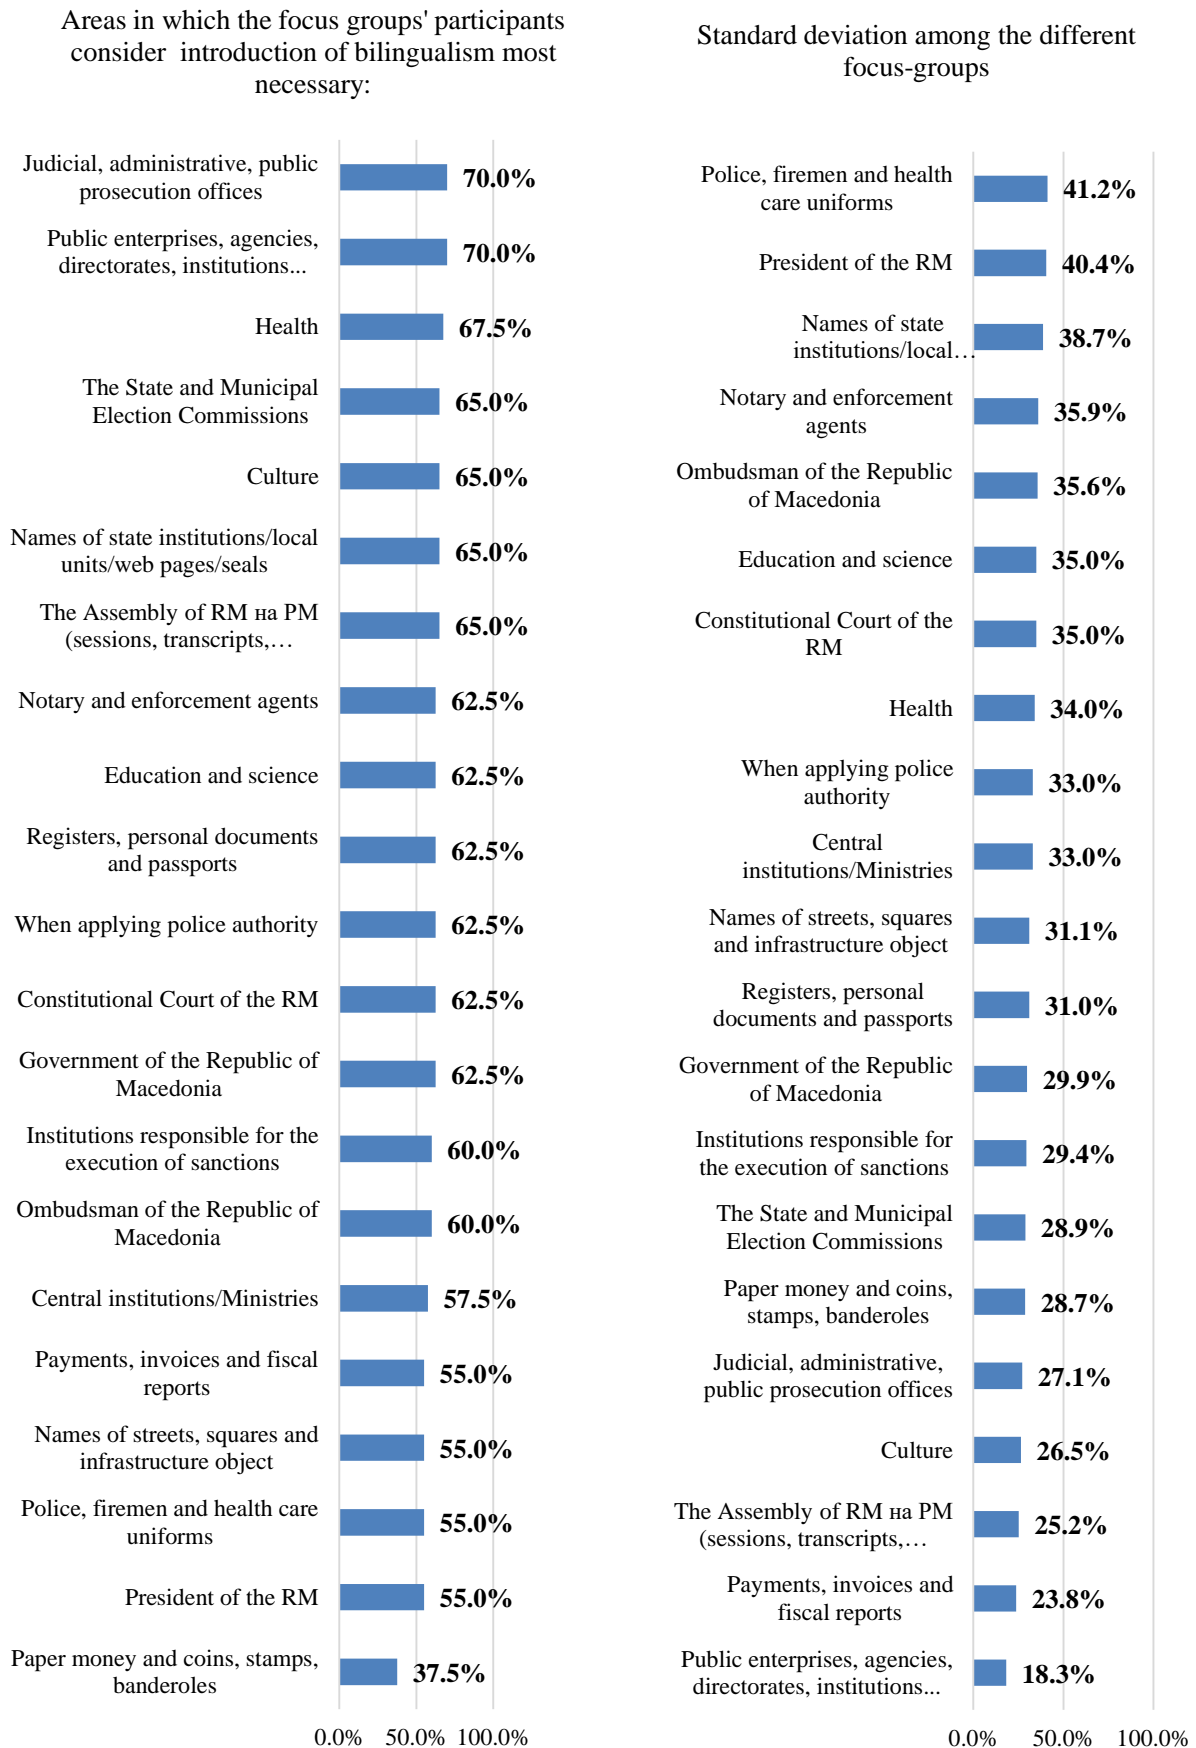 Areas in which the focus groups' participants
consider introduction of bilingualism most
necessary:
Judicial, administrative, public
prosecution offices
70.0%
Public enterprises, agencies,
directorates, institutions...
70.0%
Health
67.5%
The State and Municipal
Election Commissions
65.0%
Culture
65.0%
Names of state institutions/local
units/web pages/seals
65.0%
The Assembly of RM на РМ
(sessions, transcripts,…
65.0%
Notary and enforcement agents
62.5%
Education and science
62.5%
Registers, personal documents
and passports
62.5%
When applying police authority
62.5%
Constitutional Court of the RM
62.5%
Government of the Republic of
Macedonia
62.5%
Institutions responsible for the
execution of sanctions
60.0%
Ombudsman of the Republic of
Macedonia
60.0%
Central institutions/Ministries
57.5%
Payments, invoices and fiscal
reports
55.0%
Names of streets, squares and
infrastructure object
55.0%
Police, firemen and health care
uniforms
55.0%
President of the RM
55.0%
Paper money and coins, stamps,
banderoles
37.5%
0.0% 50.0% 100.0%
Standard deviation among the different
focus-groups
Police, firemen and health
care uniforms
41.2%
President of the RM
40.4%
Names of state
institutions/local…
38.7%
Notary and enforcement
agents
35.9%
Ombudsman of the Republic
of Macedonia
35.6%
Education and science
35.0%
Constitutional Court of the
RM
35.0%
Health
34.0%
When applying police
authority
33.0%
Central
institutions/Ministries
33.0%
Names of streets, squares
and infrastructure object
31.1%
Registers, personal
documents and passports
31.0%
Government of the Republic
of Macedonia
29.9%
Institutions responsible for
the execution of sanctions
29.4%
The State and Municipal
Election Commissions
28.9%
Paper money and coins,
stamps, banderoles
28.7%
Judicial, administrative,
public prosecution offices
27.1%
Culture
26.5%
The Assembly of RM на РМ
(sessions, transcripts,…
25.2%
Payments, invoices and
fiscal reports
23.8%
Public enterprises, agencies,
directorates, institutions...
18.3%
0.0% 50.0% 100.0%